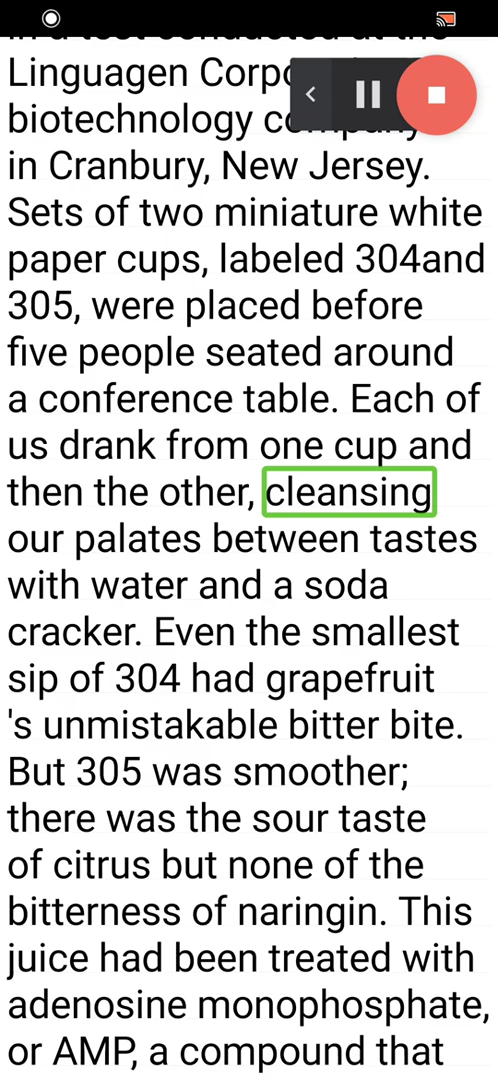 Linguagen
biotechnology
in Cranbury, New Jersey.
Sets of two miniature white
paper cups, labeled 304and
305, were placed before
five people seated around
a conference table. Each of
us drank from one cup and
then the other, cleansing
our palates between tastes
with water and a soda
cracker. Even the smallest
sip of 304 had grapefruit
's unmistakable bitter bite.
But 305 was smoother;
there was the sour taste
of citrus but none of the
bitterness of naringin. This
juice had been treated with
adenosine monophosphate,
or AMP, a compound that